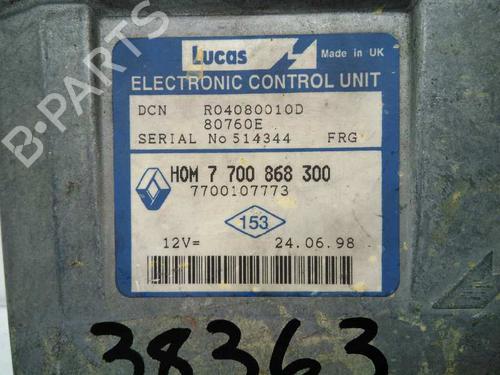 Lucas
Made in UK
ELECTRONIC CONTROL UNIT
DCN R04080010D
80760E
SERIAL No 514344 FRG
HOM 7 700 868 300
7700107773
153
12V= 24.06.98
38363
B-PARTS